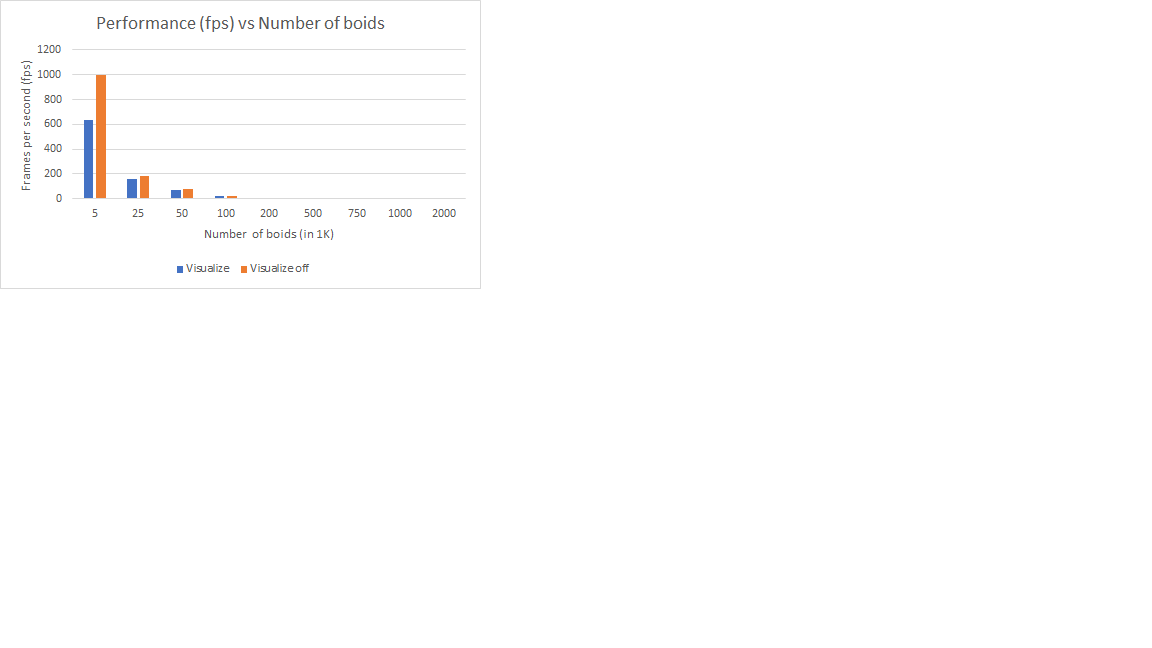 Performance (fps) vs Number of boids
Frames per second (fps)
1200
1000
800
600
400
200
0
5 25 50 100 200 500 750 1000 2000
Number of boids (in 1K)
Visualize Visualize off